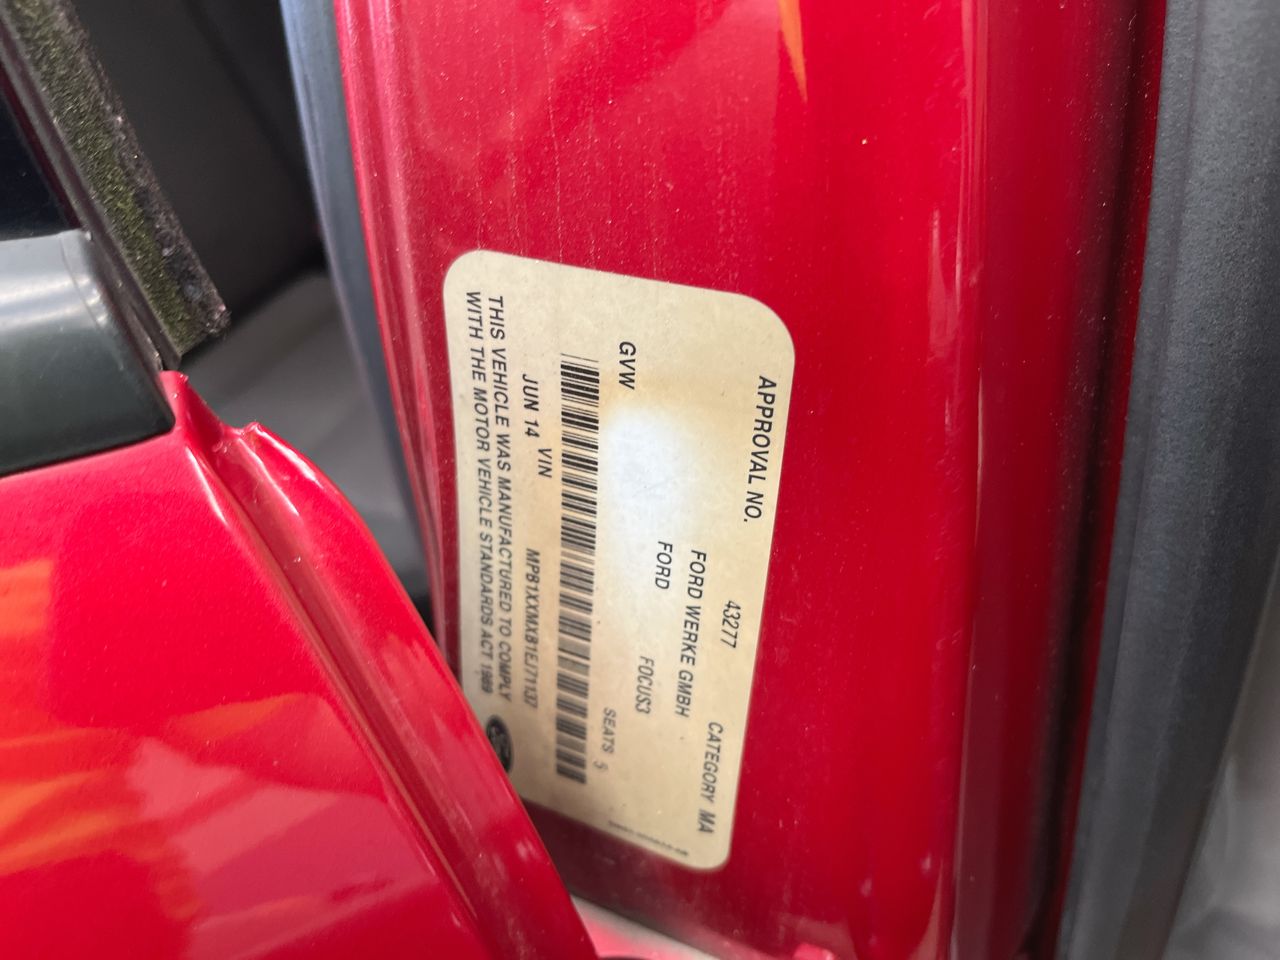 APPROVAL NO. 43277 CATEGORY MA
FORD WERKE GMBH
FORD FOCUS3
GVW SEATS 5
VIN
JUN 14 MPB1XXMXB1EJ71137
THIS VEHICLE WAS MANUFACTURED TO COMPLY
WITH THE MOTOR VEHICLE STANDARDS ACT 1989